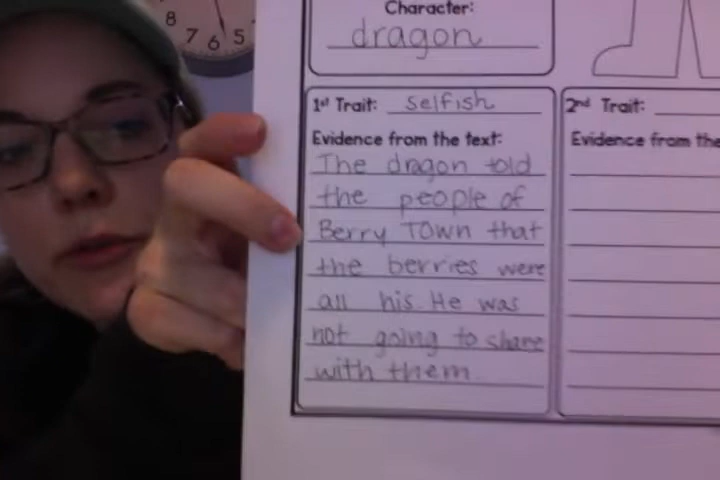 8
7 6 5
Character:
dragon
1st Trait: selfish
2nd Trait:
Evidence from the text:
The dragon told
the people of
Berry Town that
the berries were
all his. He was
not going to share
with them.
Evidence from the